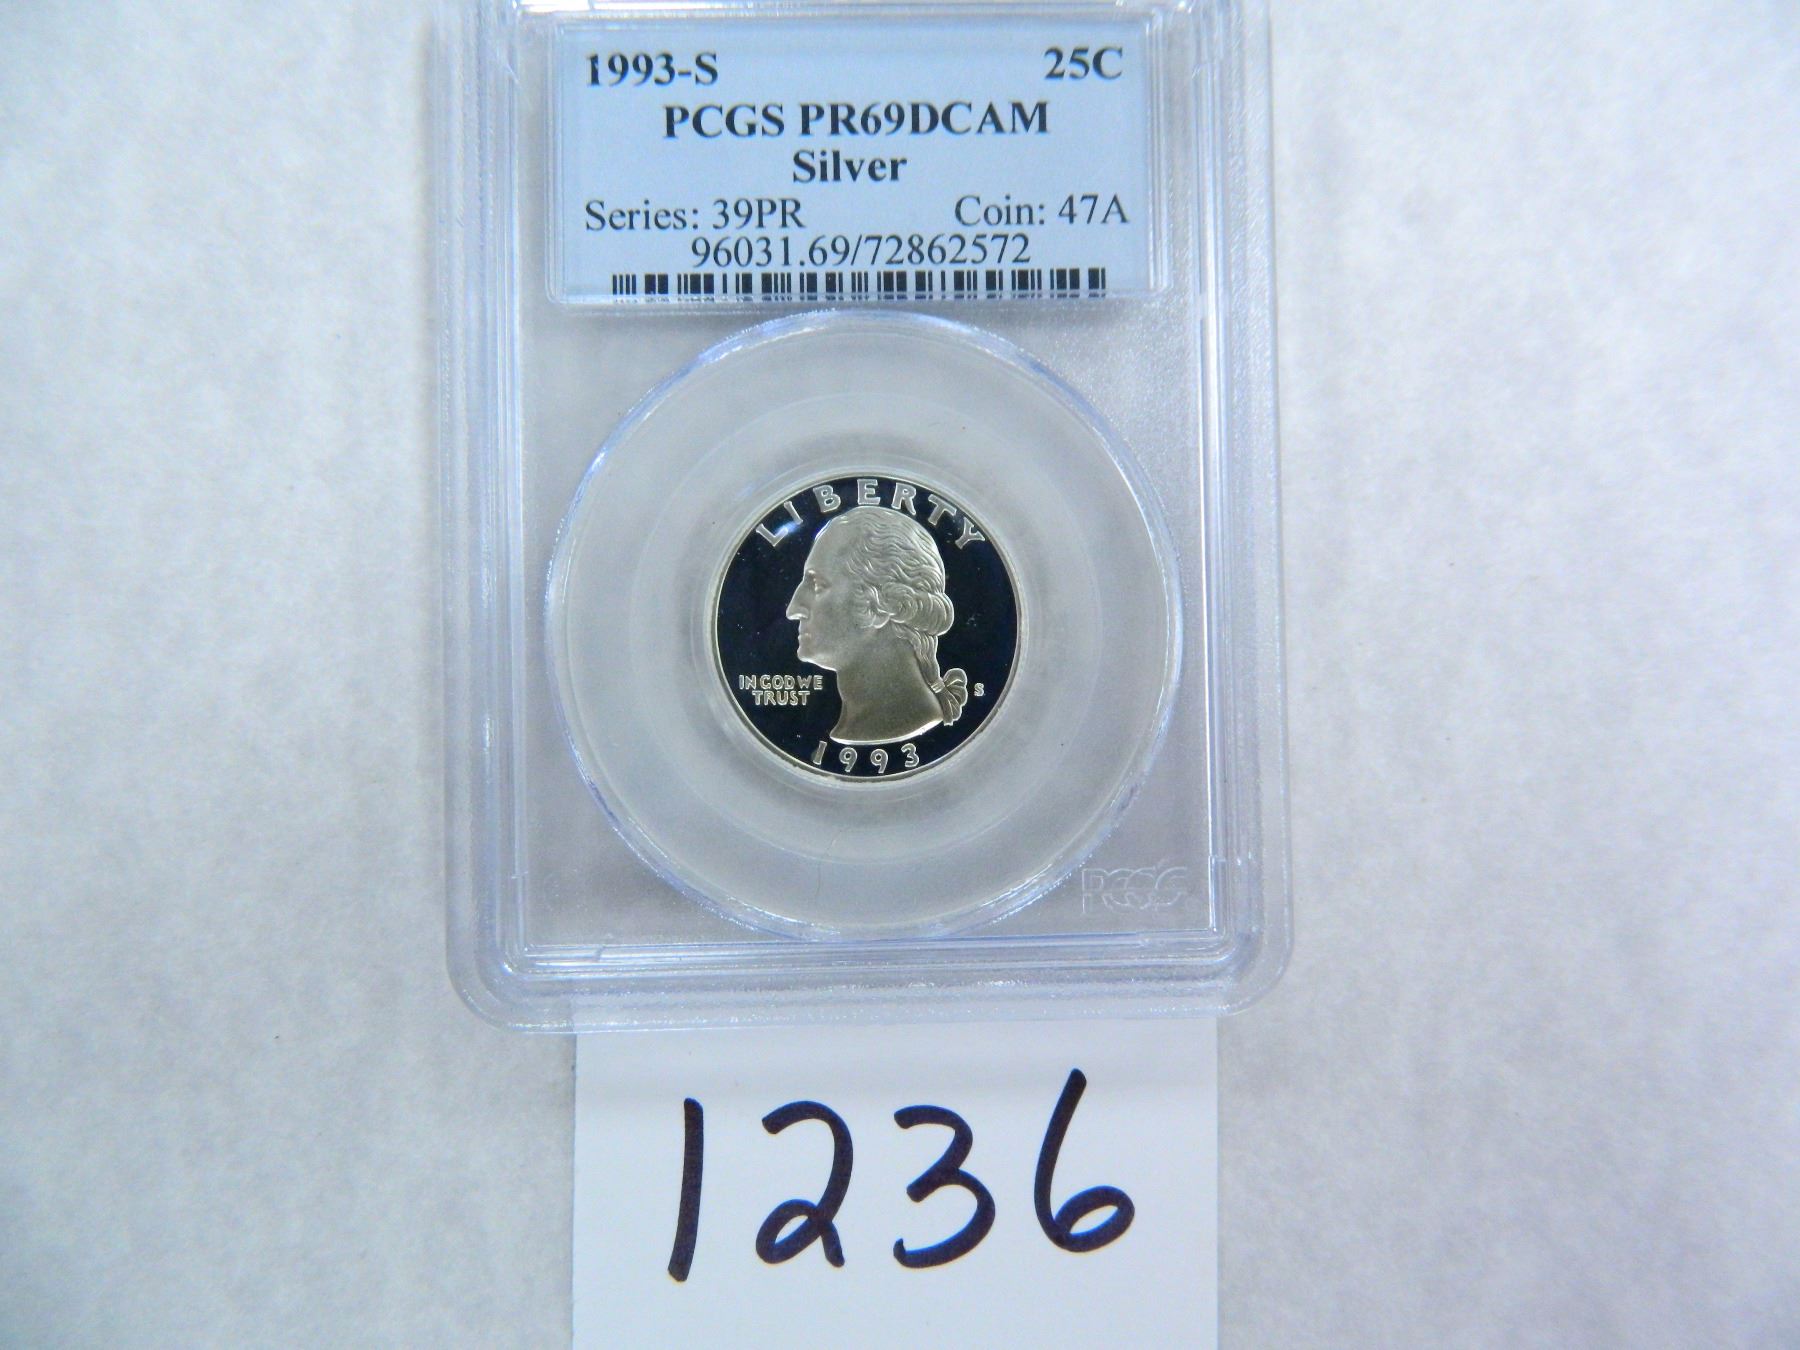 1993-S 25C
PCGS PR69DCAM
Silver
Series: 39PR Coin: 47A
96031.69/72862572
LIBERTY
IN GOD WE
TRUST
S
1993
PCGS
1236